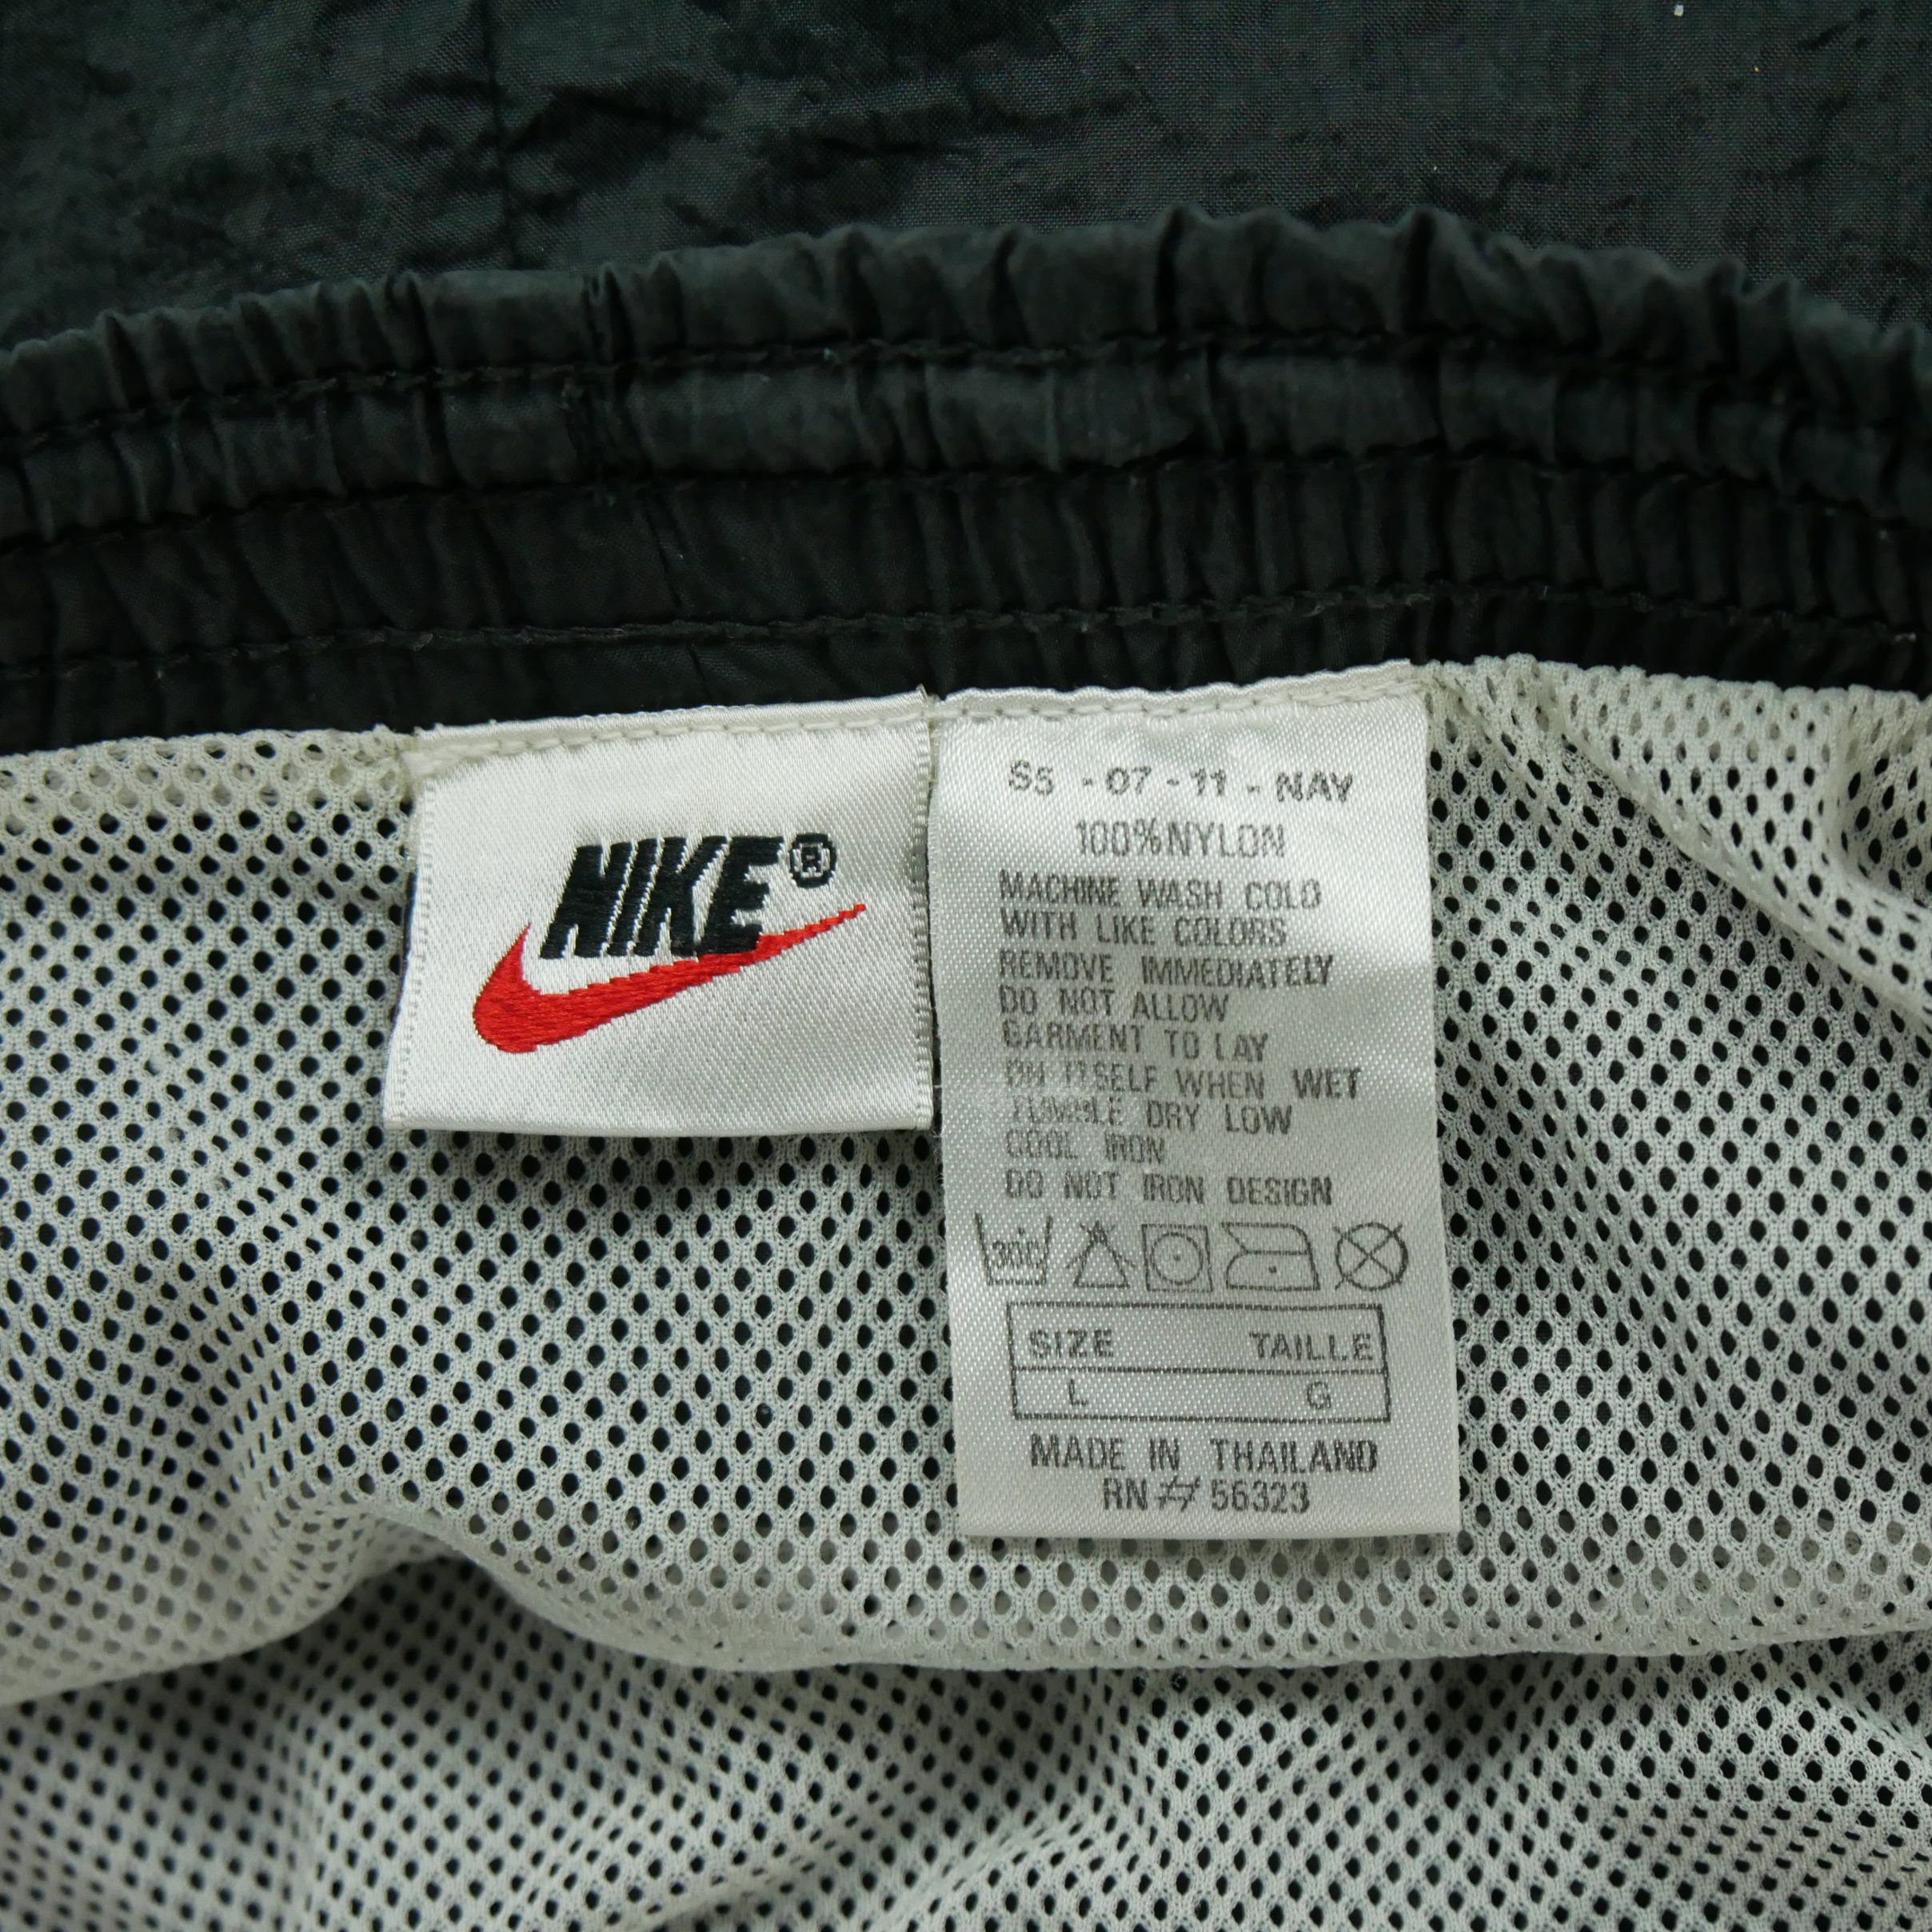 NIKE®
S5 - 07 - 11 - NAY
100% NYLON
MACHINE WASH COLD
WITH LIKE COLORS
REMOVE IMMEDIATELY
DO NOT ALLOW
GARMENT TO LAY
ON ITSELF WHEN WET
TUMBLE DRY LOW
COOL IRON
DO NOT IRON DESIGN
30c
SIZE TAILLE
L G
MADE IN THAILAND
RN # 56323